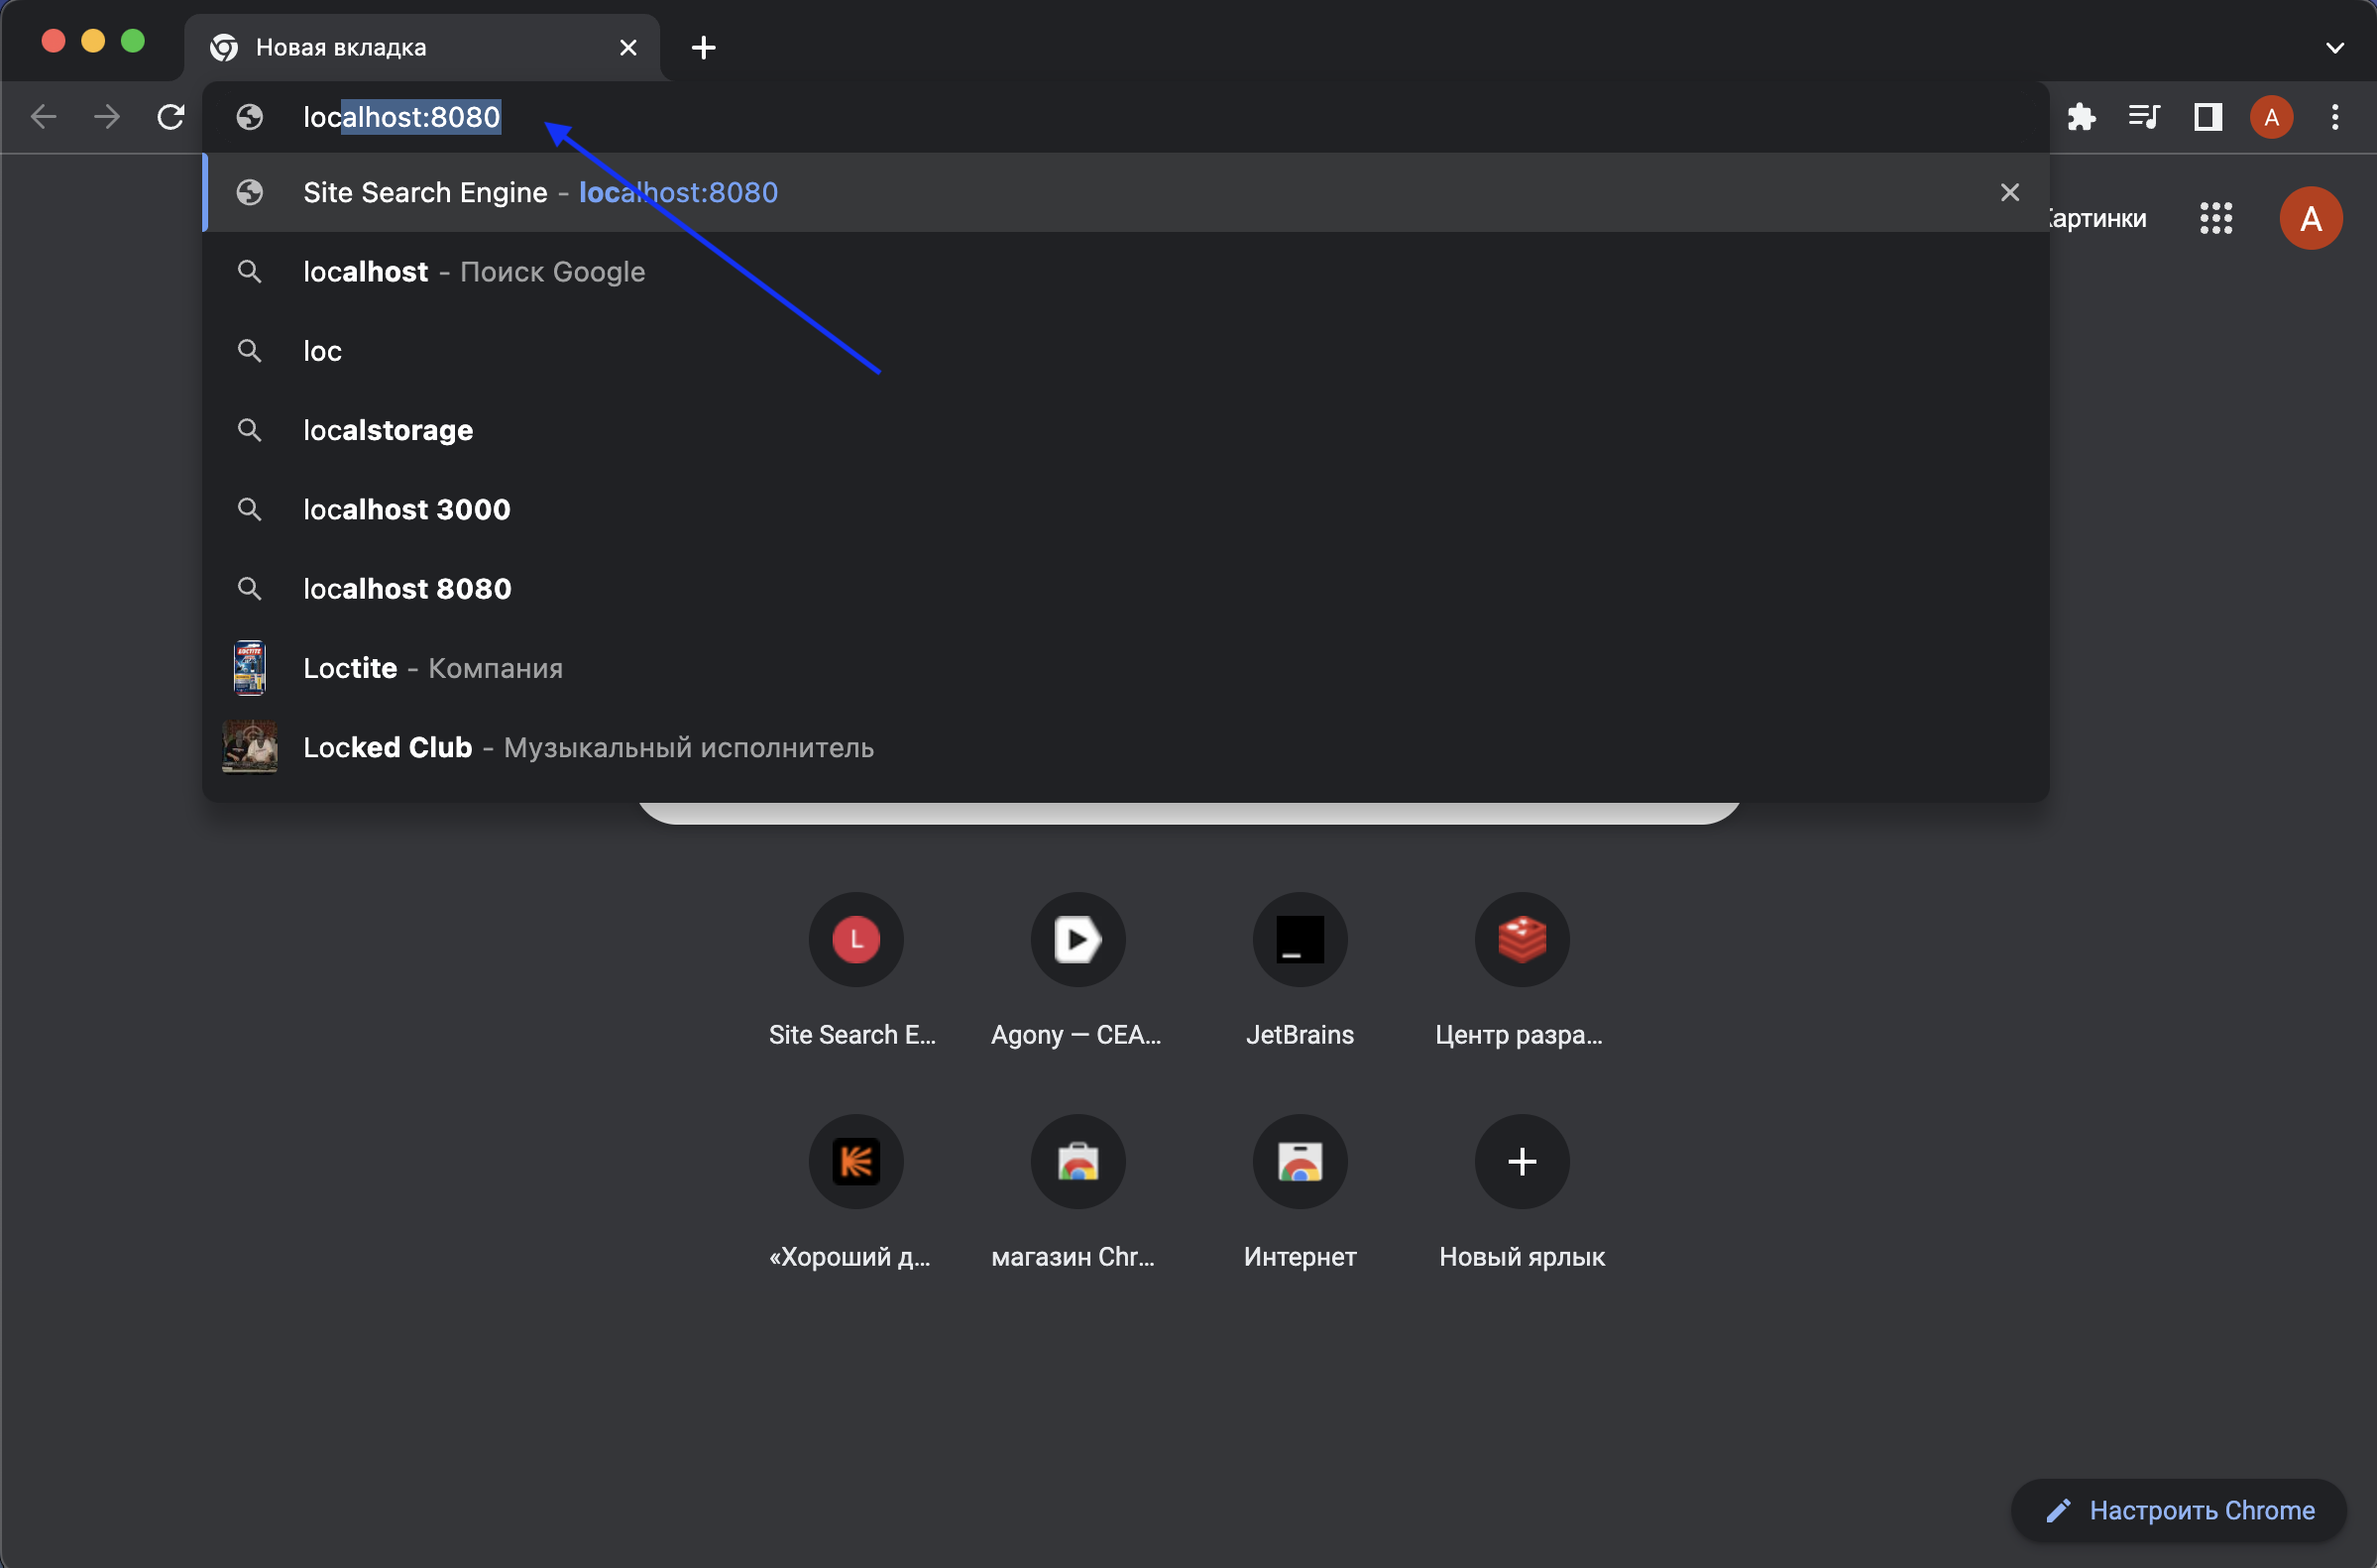 Новая вкладка
localhost:8080
Site Search Engine - localhost:8080
Картинки
A
A
localhost - Поиск Google
loc
localstorage
localhost 3000
localhost 8080
Loctite - Компания
Locked Club - Музыкальный исполнитель
L
Site Search E...
Agony — CEA...
JetBrains
Центр разра...
«Хороший д...
магазин Chr...
Интернет
Новый ярлык
Настроить Chrome